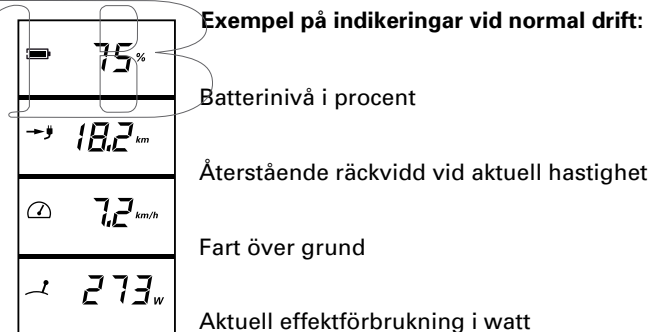 Exempel på indikeringar vid normal drift:
75 %
Batterinivå i procent
18.2 km
Återstående räckvidd vid aktuell hastighet
7.2 km/h
Fart över grund
273 W
Aktuell effektförbrukning i watt